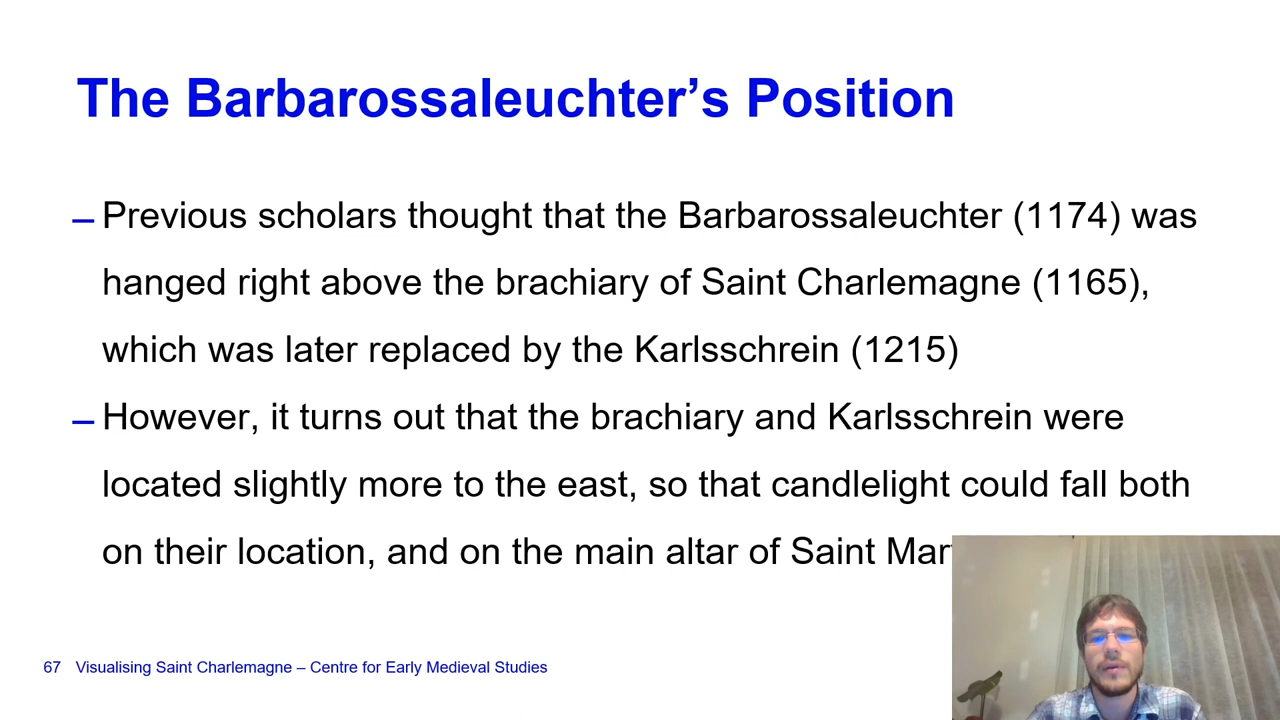 The Barbarossaleuchter’s Position
– Previous scholars thought that the Barbarossaleuchter (1174) was
hanged right above the brachiary of Saint Charlemagne (1165),
which was later replaced by the Karlsschrein (1215)
– However, it turns out that the brachiary and Karlsschrein were
located slightly more to the east, so that candlelight could fall both
on their location, and on the main altar of Saint
67 Visualising Saint Charlemagne – Centre for Early Medieval Studies